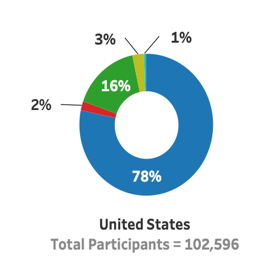 3%
1%
16%
2%
78%
United States
Total Participants = 102,596